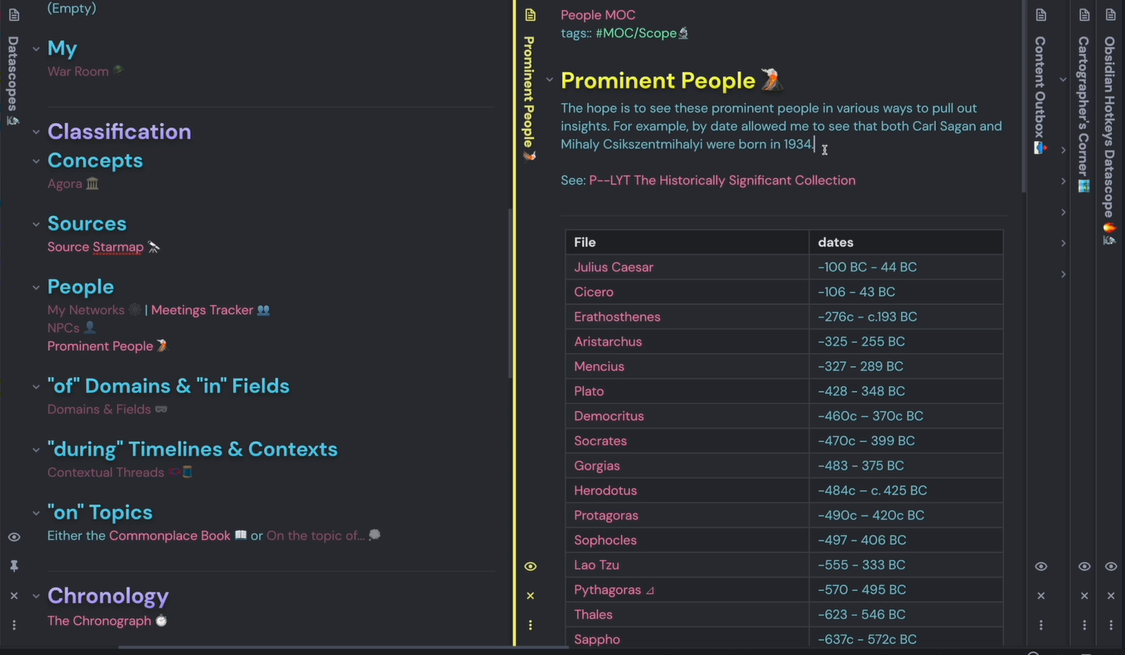 Datascopes
(Empty)
My
War Room
Classification
Concepts
Agora
Sources
Source Starmap
People
My Networks | Meetings Tracker
NPCs
Prominent People
"of" Domains & "in" Fields
Domains & Fields
"during" Timelines & Contexts
Contextual Threads
"on" Topics
Either the Commonplace Book or On the topic of...
Chronology
The Chronograph
Prominent People
People MOC
tags:: #MOC/Scope
Prominent People
The hope is to see these prominent people in various ways to pull out
insights. For example, by date allowed me to see that both Carl Sagan and
Mihaly Csikszentmihalyi were born in 1934.
See: P--LYT The Historically Significant Collection
File dates
Julius Caesar -100 BC - 44 BC
Cicero -106 - 43 BC
Erathosthenes -276c - c.193 BC
Aristarchus -325 - 255 BC
Mencius -327 - 289 BC
Plato -428 - 348 BC
Democritus -460c – 370c BC
Socrates -470c – 399 BC
Gorgias -483 - 375 BC
Herodotus -484c – c. 425 BC
Protagoras -490c – 420c BC
Sophocles -497 - 406 BC
Lao Tzu -555 - 333 BC
Pythagoras ⊿ -570 - 495 BC
Thales -623 - 546 BC
Sappho -637c - 572c BC
Content Outbox
Cartographer's Corner
Obsidian Hotkeys Datascope